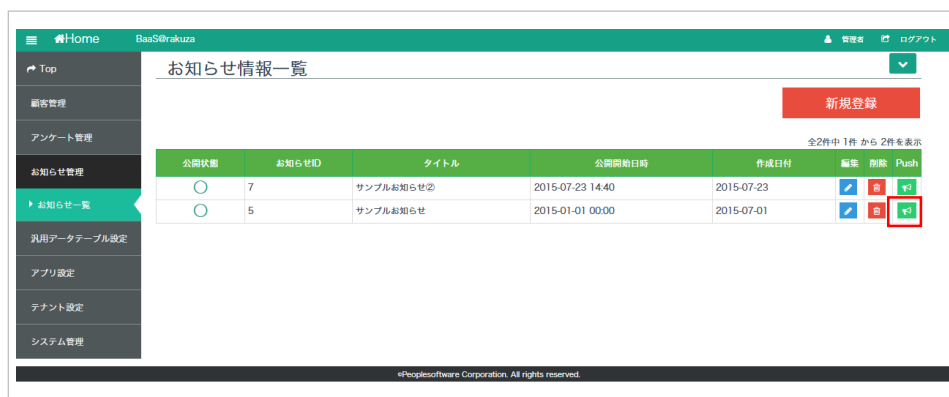 Home BaaS@rakuza 管理者 ログアウト
Top
顧客管理
アンケート管理
お知らせ管理
お知らせ一覧
汎用データテーブル設定
アプリ設定
テナント設定
システム管理
お知らせ情報一覧
新規登録
全2件中 1件 から 2件を表示
公開状態 お知らせID タイトル 公開開始日時 作成日付 編集 削除 Push
〇 7 サンプルお知らせ② 2015-07-23 14:40 2015-07-23
〇 5 サンプルお知らせ 2015-01-01 00:00 2015-07-01
©Peoplesoftware Corporation. All rights reserved.